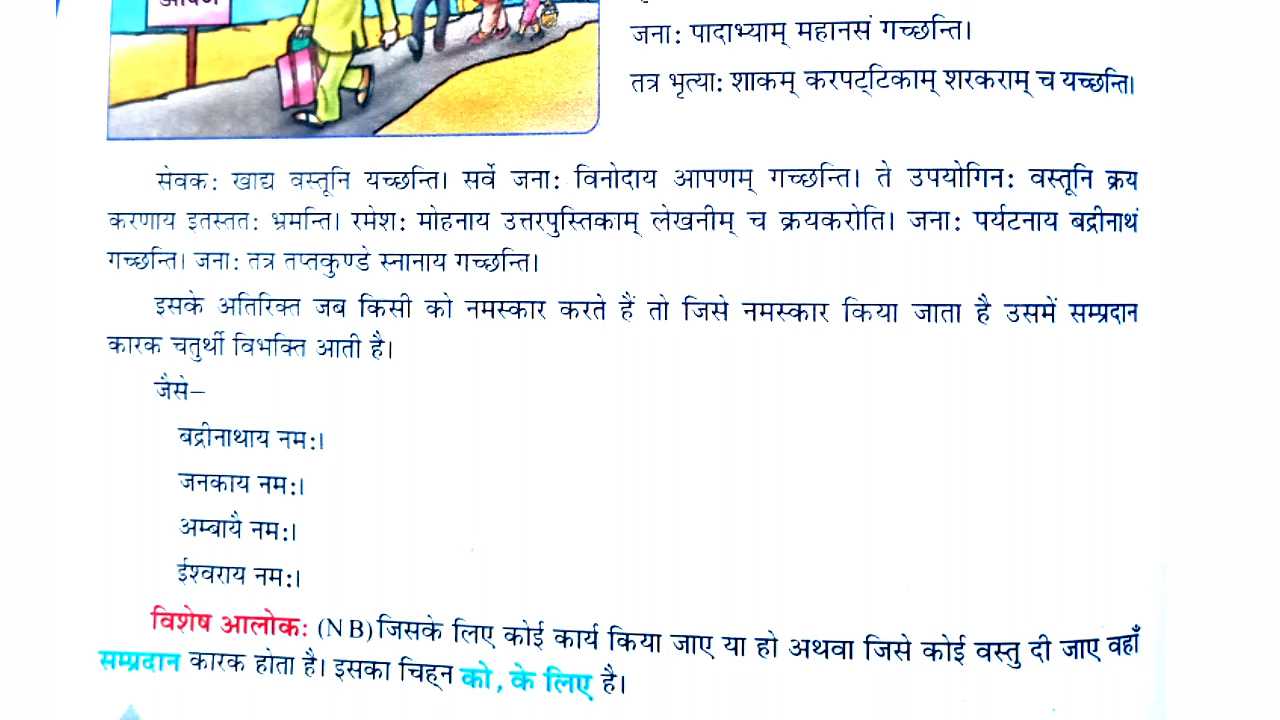 आपणं
जनाः पादाभ्याम् महानसं गच्छन्ति।
तत्र भृत्याः शाकम् करपट्टिकाम् शरकराम् च यच्छन्ति।
सेवकः खाद्य वस्तूनि यच्छन्ति। सर्वे जनाः विनोदाय आपणम् गच्छन्ति। ते उपयोगिनः वस्तूनि क्रय
करणाय इतस्ततः भ्रमन्ति। रमेशः मोहनाय उत्तरपुस्तिकाम् लेखनीम् च क्रयकरोति। जनाः पर्यटनाय बद्रीनाथं
गच्छन्ति। जनाः तत्र तप्तकुण्डे स्नानाय गच्छन्ति।
इसके अतिरिक्त जब किसी को नमस्कार करते हैं तो जिसे नमस्कार किया जाता है उसमें सम्प्रदान
कारक चतुर्थी विभक्ति आती है।
जैसे–
बद्रीनाथाय नमः।
जनकाय नमः।
अम्बायै नमः।
ईश्वराय नमः।
विशेष आलोकः (N B) जिसके लिए कोई कार्य किया जाए या हो अथवा जिसे कोई वस्तु दी जाए वहाँ
सम्प्रदान कारक होता है। इसका चिह्न को, के लिए है।